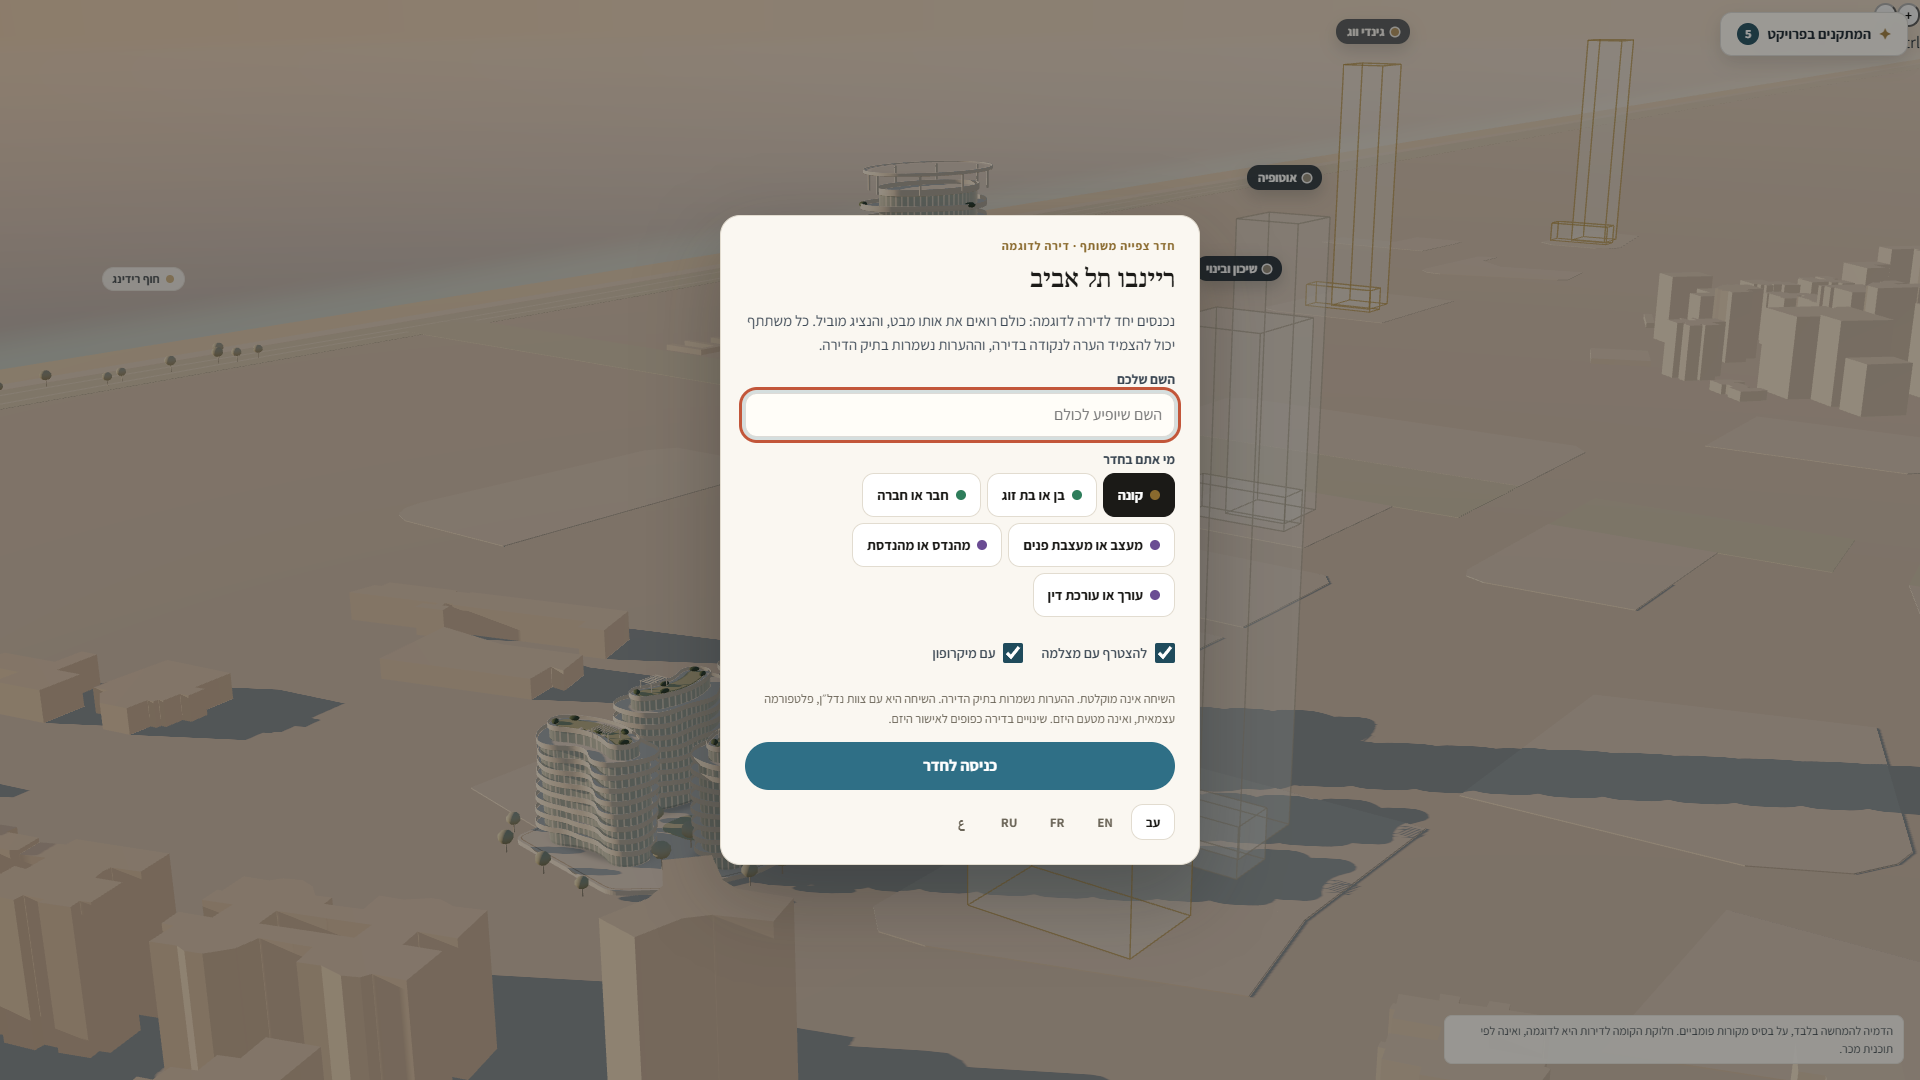 גינדי ווג
המתקנים בפרויקט 5
+
אוטופיה
שיכון ובינוי
חוף רידינג
חדר צפייה משותף · דירה לדוגמה
ריינבו תל אביב
נכנסים יחד לדירה לדוגמה: כולם רואים את אותו מבט, והנציג מוביל. כל משתתף
יכול להצמיד הערה לנקודה בדירה, וההערות נשמרות בתיק הדירה.
השם שלכם
השם שיופיע לכולם
מי אתם בחדר
קונה
בן או בת זוג
חבר או חברה
מעצב או מעצבת פנים
מהנדס או מהנדסת
עורך או עורכת דין
להצטרף עם מצלמה
עם מיקרופון
השיחה אינה מוקלטת. ההערות נשמרות בתיק הדירה. השיחה היא עם צוות נדל״ן, פלטפורמה
עצמאית, ואינה מטעם היזם. שינויים בדירה כפופים לאישור היזם.
כניסה לחדר
עב
EN
FR
RU
ع
הדמיה להמחשה בלבד, על בסיס מקורות פומביים. חלוקת הקומה לדירות היא לדוגמה, ואינה לפי
תוכנית מכר.